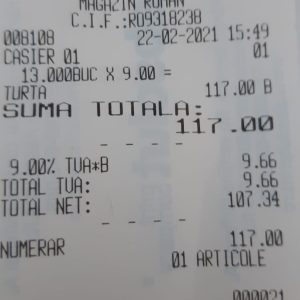 MAGAZIN ROMAN
C.I.F.:RO9318238
008108 22-02-2021 15:49
CASIER 01 01
13.000BUC X 9.00 =
TURTA 117.00 B
SUMA TOTALA:
117.00
- - - -
9.00% TVA*B 9.66
TOTAL TVA: 9.66
TOTAL NET: 107.34
- - - -
NUMERAR 117.00
01 ARTICOLE
000021